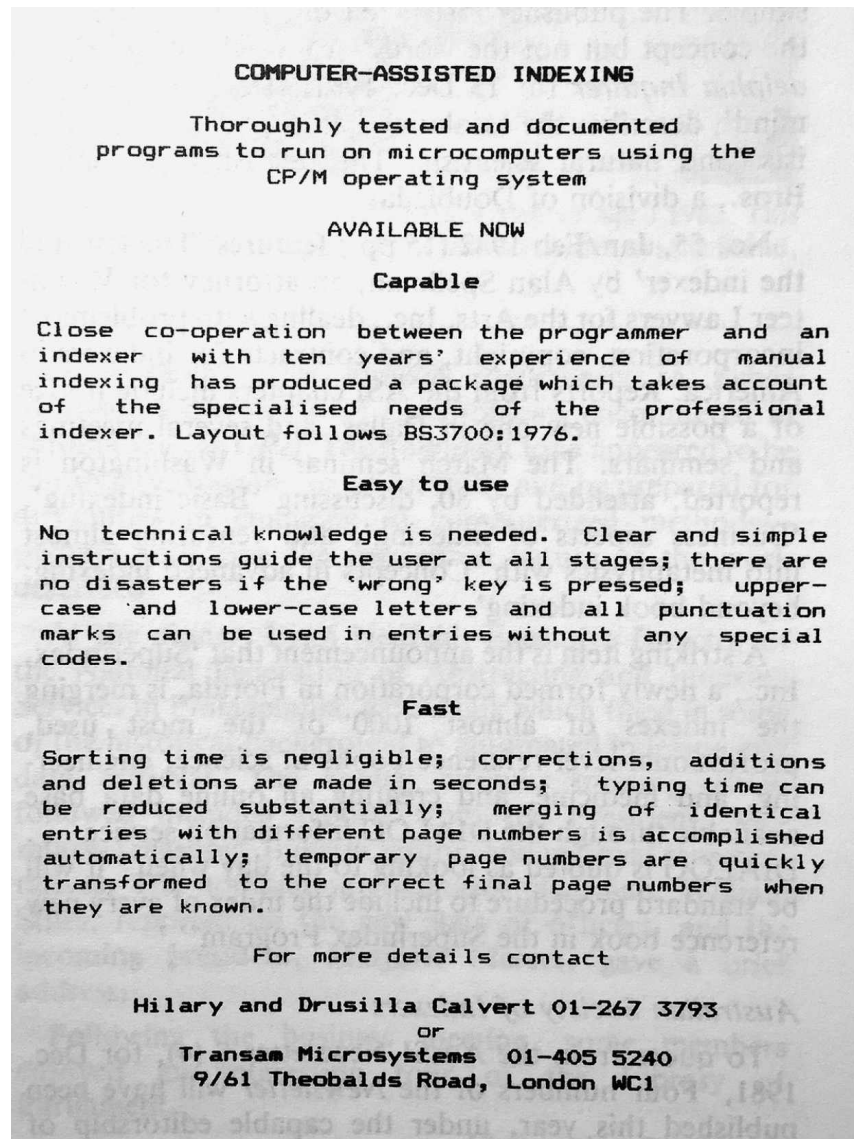 COMPUTER-ASSISTED INDEXING
Thoroughly tested and documented
programs to run on microcomputers using the
CP/M operating system
AVAILABLE NOW
Capable
Close co-operation between the programmer and an
indexer with ten years' experience of manual
indexing has produced a package which takes account
of the specialised needs of the professional
indexer. Layout follows BS3700:1976.
Easy to use
No technical knowledge is needed. Clear and simple
instructions guide the user at all stages; there are
no disasters if the 'wrong' key is pressed; upper-
case and lower-case letters and all punctuation
marks can be used in entries without any special
codes.
Fast
Sorting time is negligible; corrections, additions
and deletions are made in seconds; typing time can
be reduced substantially; merging of identical
entries with different page numbers is accomplished
automatically; temporary page numbers are quickly
transformed to the correct final page numbers when
they are known.
For more details contact
Hilary and Drusilla Calvert 01-267 3793
or
Transam Microsystems 01-405 5240
9/61 Theobalds Road, London WC1